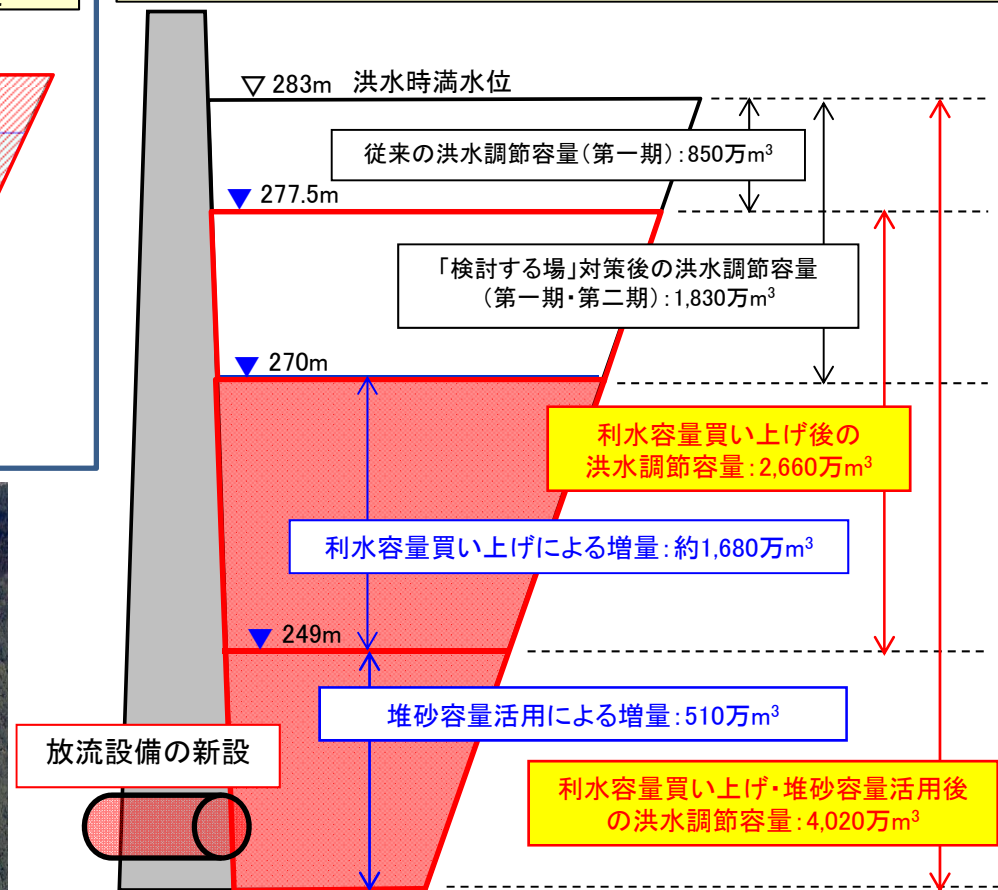 ▽ 283m 洪水時満水位
従来の洪水調節容量(第一期):850万m³
▼ 277.5m
「検討する場」対策後の洪水調節容量
(第一期・第二期):1,830万m³
▼ 270m
利水容量買い上げ後の
洪水調節容量:2,660万m³
利水容量買い上げによる増量:約1,680万m³
▼ 249m
堆砂容量活用による増量:510万m³
放流設備の新設
利水容量買い上げ・堆砂容量活用後
の洪水調節容量:4,020万m³